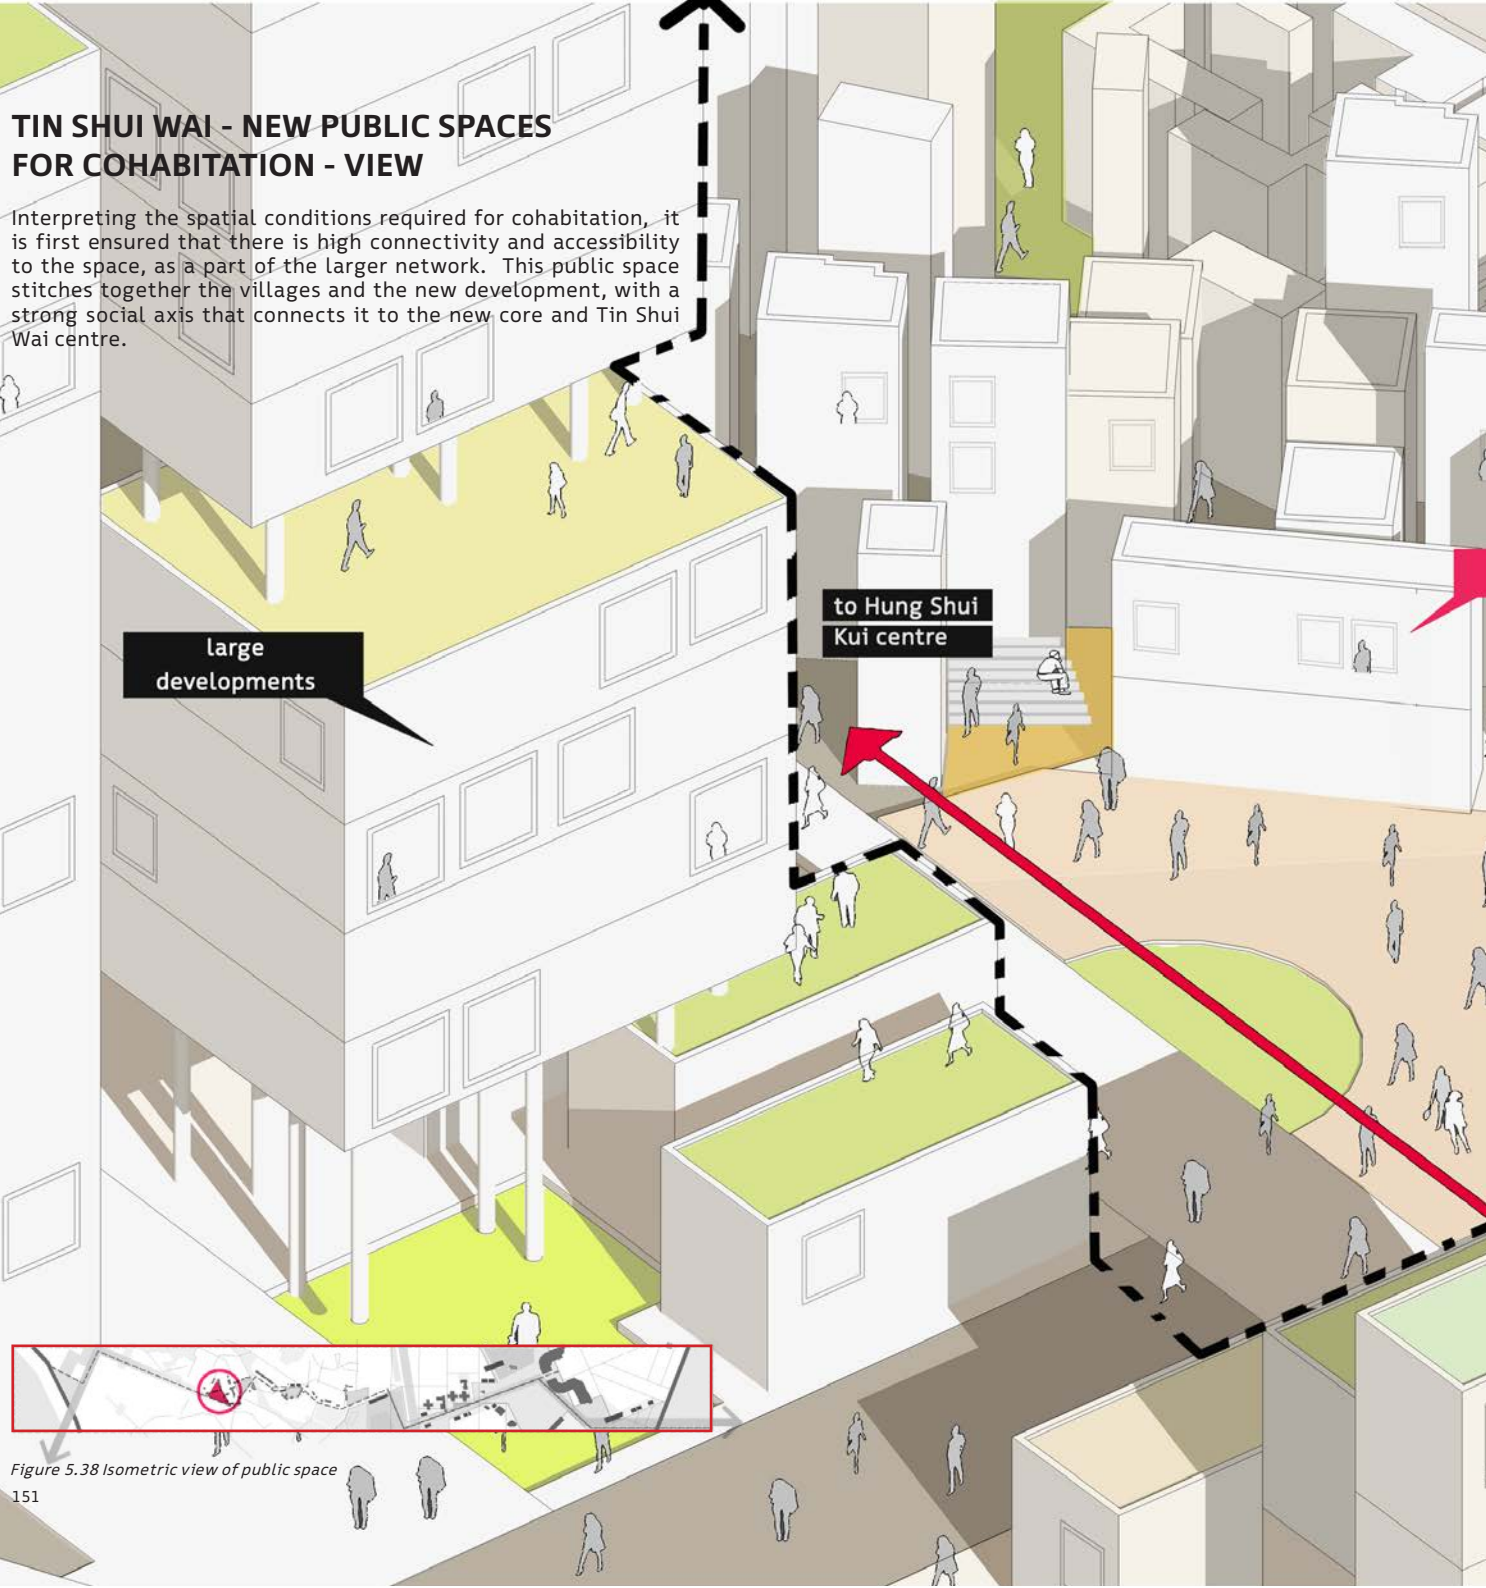 TIN SHUI WAI - NEW PUBLIC SPACES
FOR COHABITATION - VIEW
Interpreting the spatial conditions required for cohabitation, it
is first ensured that there is high connectivity and accessibility
to the space, as a part of the larger network. This public space
stitches together the villages and the new development, with a
strong social axis that connects it to the new core and Tin Shui
Wai centre.
to Hung Shui
Kui centre
large
developments
Figure 5.38 Isometric view of public space
151